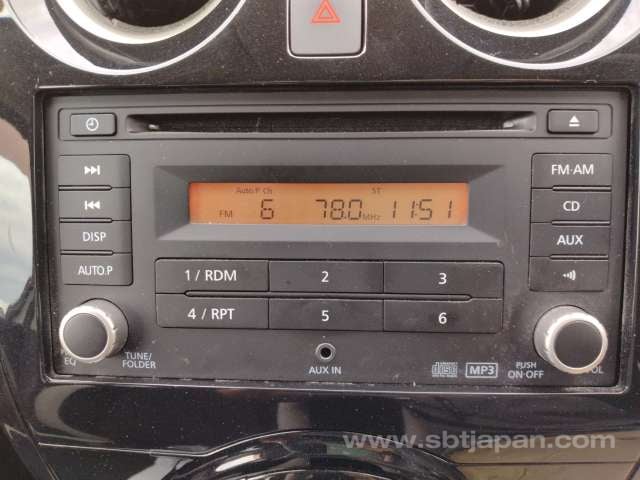 Auto.P Ch ST
FM 6 78.0 MHz 11:51
FM·AM
CD
DISP
AUX
AUTO.P
1 / RDM 2 3
4 / RPT 5 6
EQ
TUNE/
FOLDER
AUX IN
disc
MP3
PUSH
ON·OFF
VOL
www.sbtjapan.com